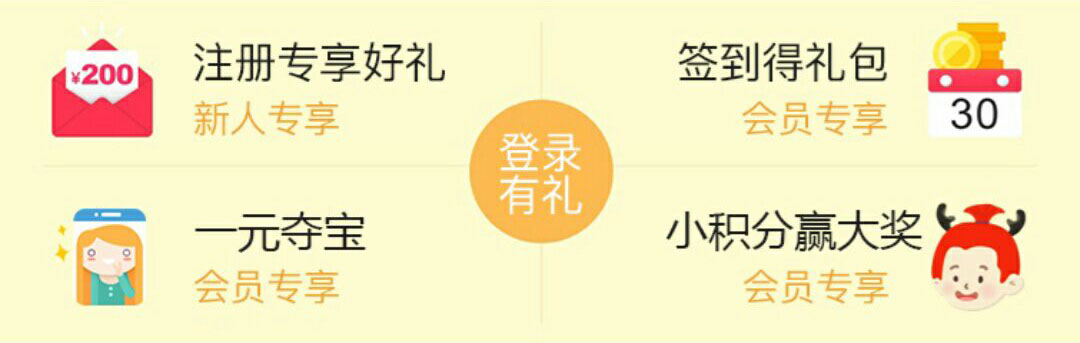 ¥200
注册专享好礼
新人专享
签到得礼包
会员专享
30
登录
有礼
一元夺宝
会员专享
小积分赢大奖
会员专享